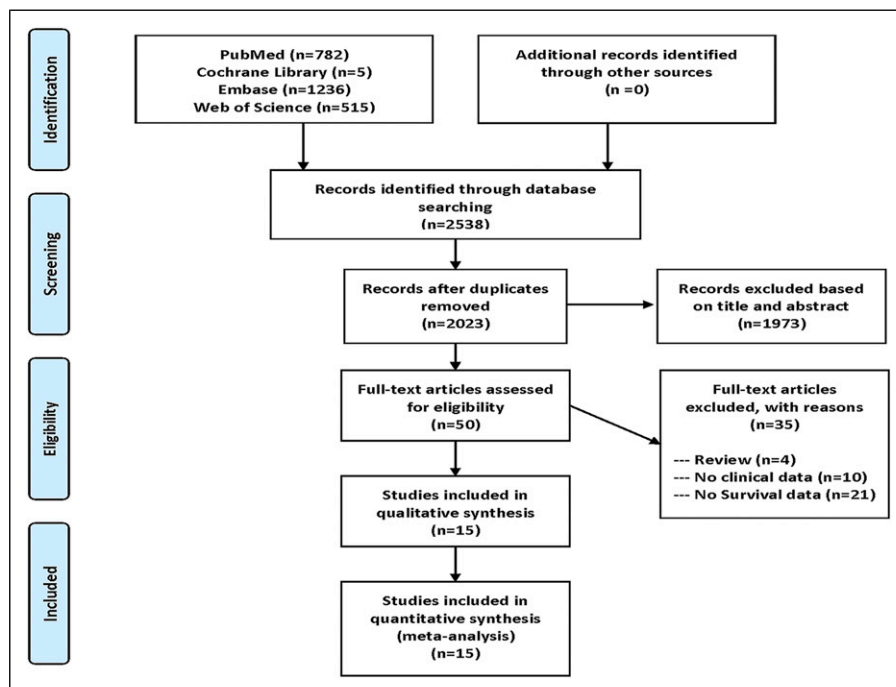 Identification
PubMed (n=782)
Cochrane Library (n=5)
Embase (n=1236)
Web of Science (n=515)
Additional records identified
through other sources
(n =0)
Records identified through database
searching
(n=2538)
Screening
Records after duplicates
removed
(n=2023)
Records excluded based
on title and abstract
(n=1973)
Eligibility
Full-text articles assessed
for eligibility
(n=50)
Full-text articles
excluded, with reasons
(n=35)
--- Review (n=4)
--- No clinical data (n=10)
--- No Survival data (n=21)
Studies included in
qualitative synthesis
(n=15)
Included
Studies included in
quantitative synthesis
(meta-analysis)
(n=15)